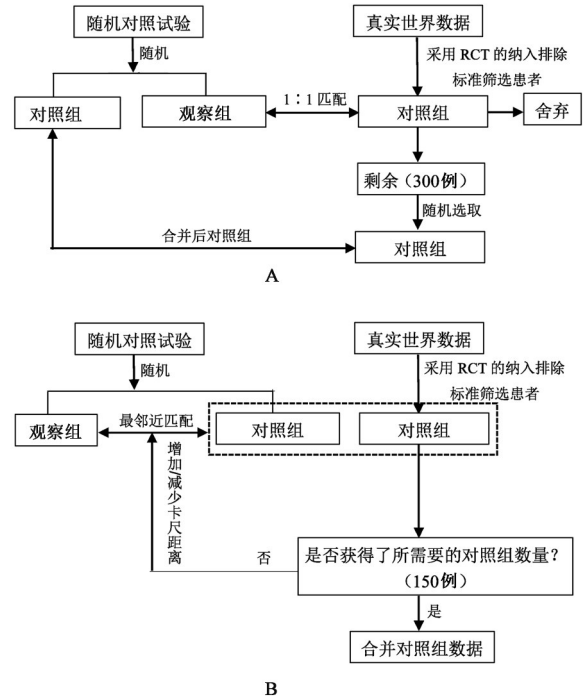 随机对照试验
真实世界数据
随机
采用 RCT 的纳入排除
标准筛选患者
对照组
观察组
1∶1 匹配
对照组
舍弃
剩余（300例）
随机选取
合并后对照组
对照组
A
随机对照试验
真实世界数据
随机
采用 RCT 的纳入排除
标准筛选患者
观察组
最邻近匹配
对照组
对照组
增加/减少卡尺距离
否
是否获得了所需要的对照组数量？
（150例）
是
合并对照组数据
B